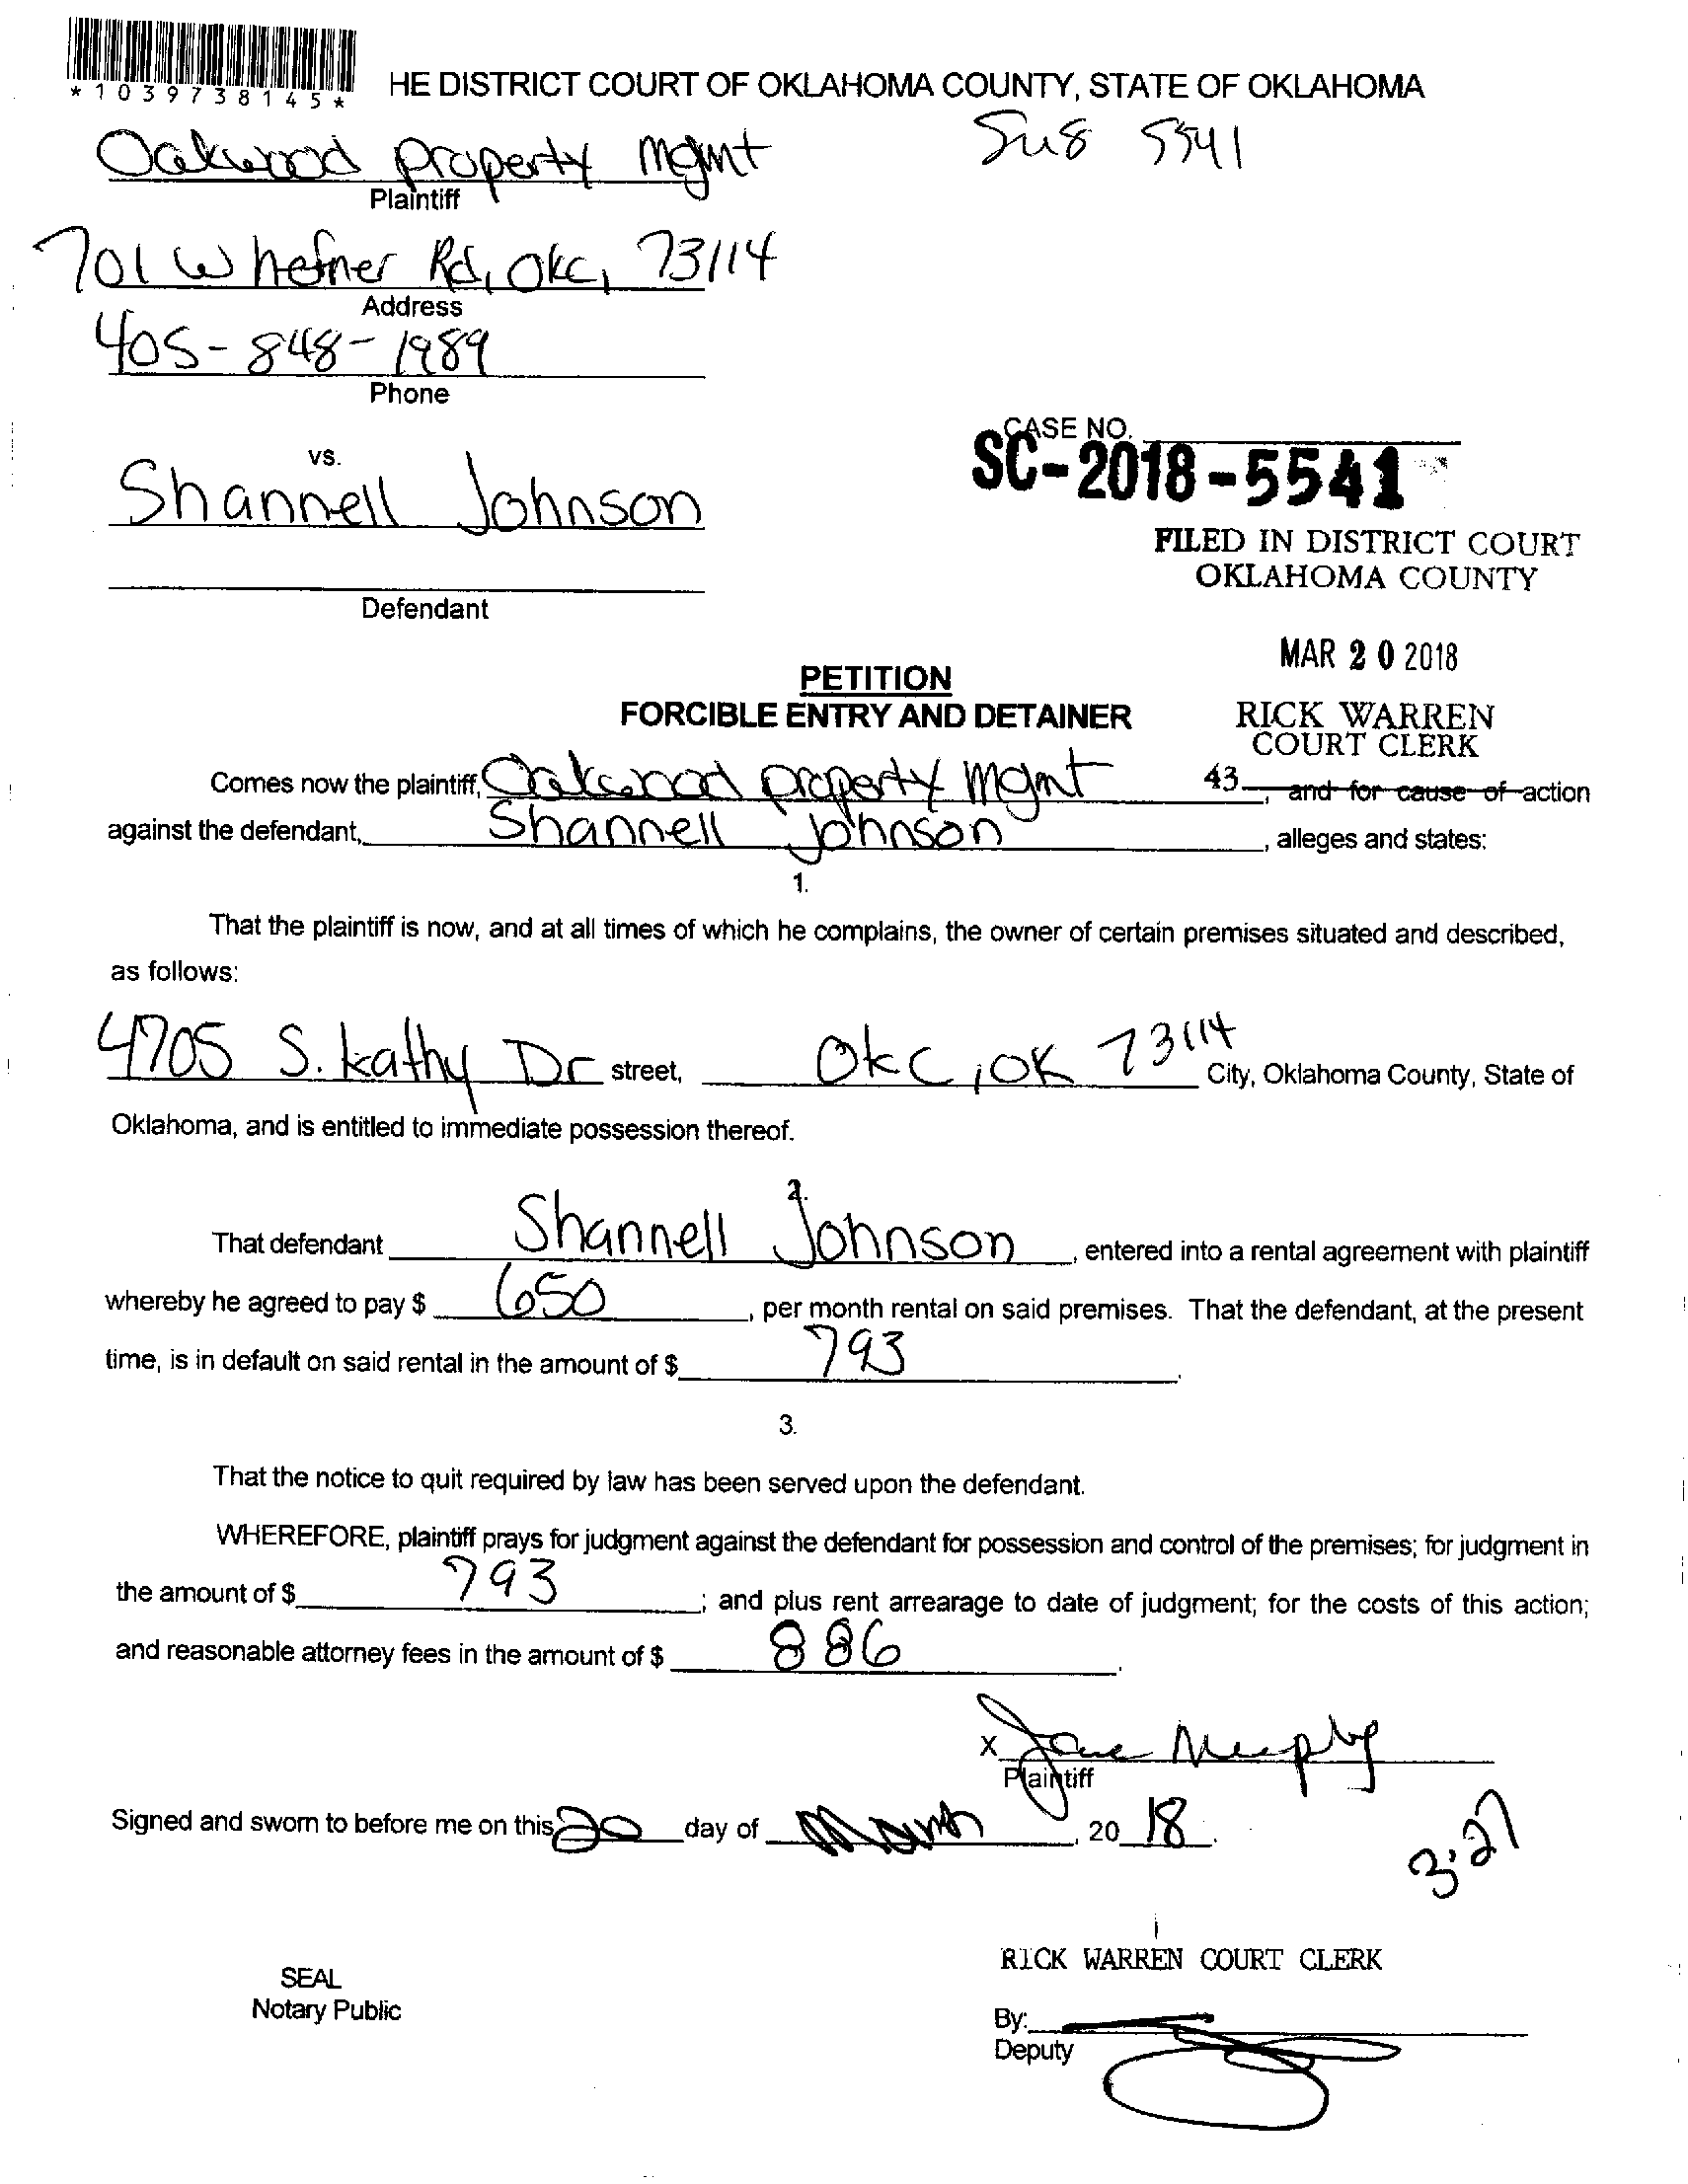 *1039738145*
HE DISTRICT COURT OF OKLAHOMA COUNTY, STATE OF OKLAHOMA
Oakwood property mgmt
5541
Plaintiff
701 W hefner Rd, OKC, 73114
Address
405-848-1989
Phone
CASE NO.
SC-2018-5541
vs.
Shannell Johnson
FILED IN DISTRICT COURT
OKLAHOMA COUNTY
Defendant
MAR 20 2018
PETITION
FORCIBLE ENTRY AND DETAINER
RICK WARREN
COURT CLERK
Comes now the plaintiff, Oakwood property Mgmt 43 , and for cause of action
against the defendant, Shannell Johnson , alleges and states:
1.
That the plaintiff is now, and at all times of which he complains, the owner of certain premises situated and described,
as follows:
4705 S. kathy Dr street, OKC, OK 73114 City, Oklahoma County, State of
Oklahoma, and is entitled to immediate possession thereof.
2.
That defendant Shannell Johnson , entered into a rental agreement with plaintiff
whereby he agreed to pay $ 650 , per month rental on said premises. That the defendant, at the present
time, is in default on said rental in the amount of $ 793 .
3.
That the notice to quit required by law has been served upon the defendant.
WHEREFORE, plaintiff prays for judgment against the defendant for possession and control of the premises; for judgment in
the amount of $ 793 ; and plus rent arrearage to date of judgment; for the costs of this action;
and reasonable attorney fees in the amount of $ 886 .
X Jane Murphy
Plaintiff
Signed and sworn to before me on this 20 day of March , 20 18 .
3:27
RICK WARREN COURT CLERK
SEAL
Notary Public
By:
Deputy